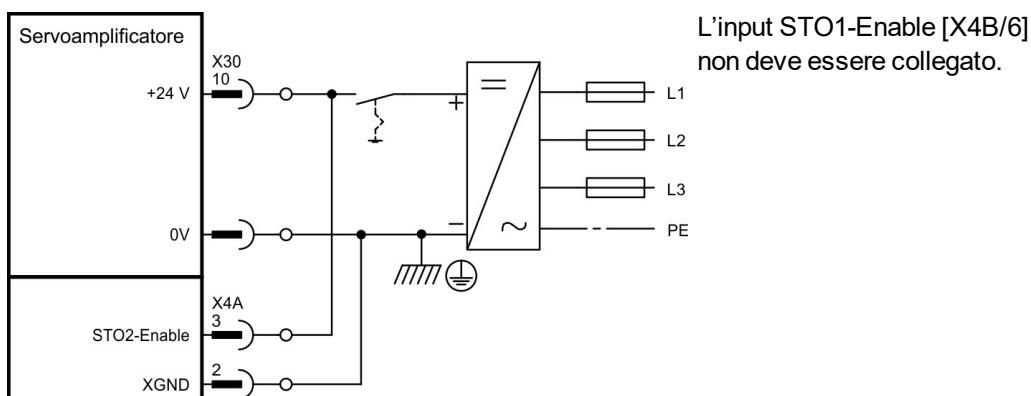 Servoamplificatore
X30
10
+24 V
0V
X4A
3
STO2-Enable
2
XGND
+
−
L1
L2
L3
PE
L'input STO1-Enable [X4B/6]
non deve essere collegato.